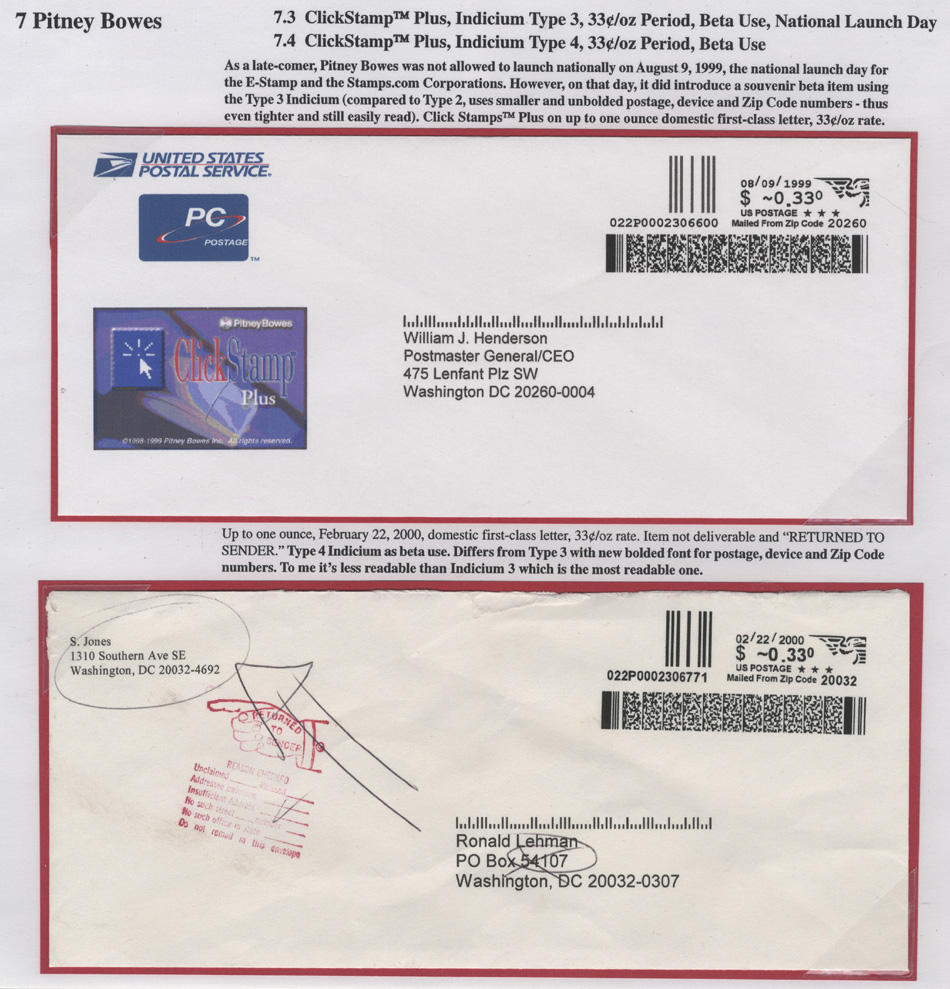 7 Pitney Bowes
7.3 ClickStamp™ Plus, Indicium Type 3, 33¢/oz Period, Beta Use, National Launch Day
7.4 ClickStamp™ Plus, Indicium Type 4, 33¢/oz Period, Beta Use
As a late-comer, Pitney Bowes was not allowed to launch nationally on August 9, 1999, the national launch day for
the E-Stamp and the Stamps.com Corporations. However, on that day, it did introduce a souvenir beta item using
the Type 3 Indicium (compared to Type 2, uses smaller and unbolded postage, device and Zip Code numbers - thus
even tighter and still easily read). Click Stamps™ Plus on up to one ounce domestic first-class letter, 33¢/oz rate.
UNITED STATES
POSTAL SERVICE®
PC
POSTAGE
™
08/09/1999
$ ~0.33⁰
US POSTAGE ★ ★ ★
022P0002306600 Mailed From Zip Code 20260
PitneyBowes
ClickStamp
Plus
©1998-1999 Pitney Bowes Inc. All rights reserved.
William J. Henderson
Postmaster General/CEO
475 Lenfant Plz SW
Washington DC 20260-0004
Up to one ounce, February 22, 2000, domestic first-class letter, 33¢/oz rate. Item not deliverable and “RETURNED TO
SENDER.” Type 4 Indicium as beta use. Differs from Type 3 with new bolded font for postage, device and Zip Code
numbers. To me it’s less readable than Indicium 3 which is the most readable one.
S. Jones
1310 Southern Ave SE
Washington, DC 20032-4692
02/22/2000
$ ~0.33⁰
US POSTAGE ★ ★ ★
022P0002306771 Mailed From Zip Code 20032
RETURNED
TO
SENDER
REASON CHECKED
Unclaimed Refused
Addressee unknown
Insufficient Address
No such street number
No such office in state
Do not remail in this envelope
Ronald Lehman
PO Box 54107
Washington, DC 20032-0307